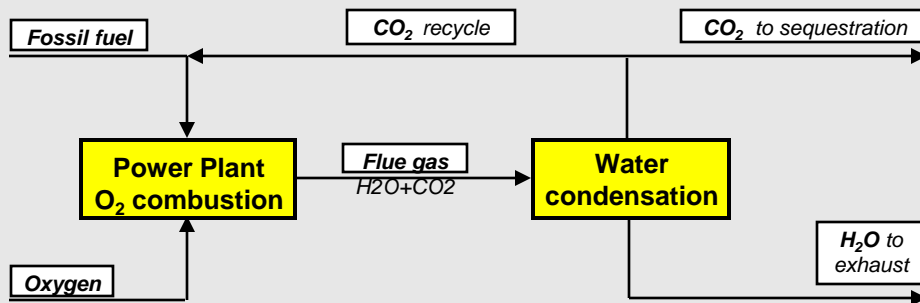 Fossil fuel
CO₂ recycle
CO₂ to sequestration
Power Plant
O₂ combustion
Flue gas
H2O+CO2
Water
condensation
H₂O to
exhaust
Oxygen